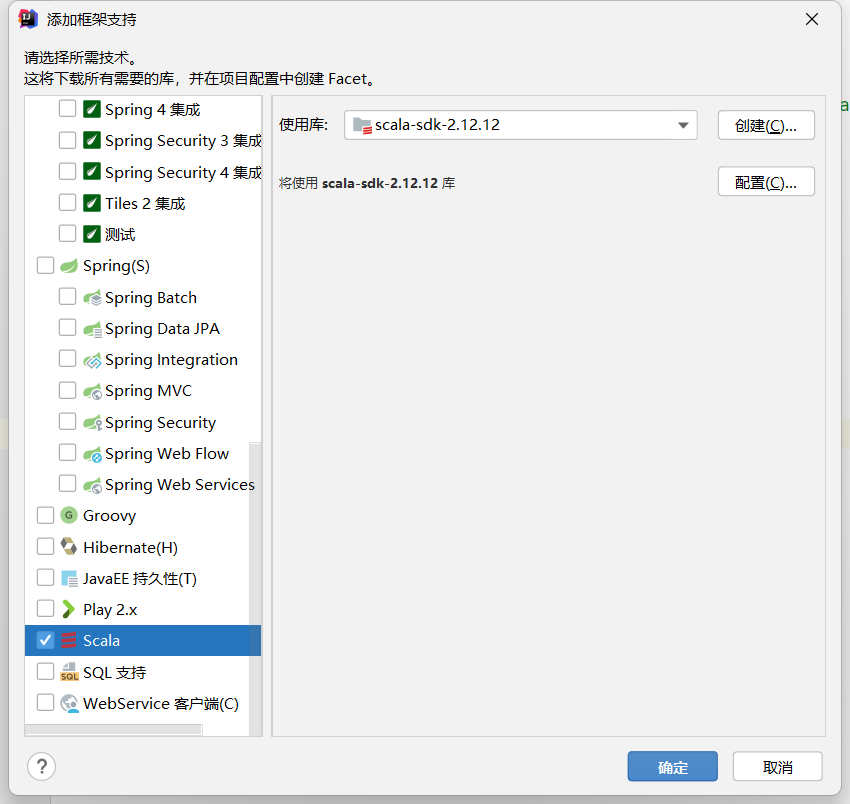 添加框架支持
请选择所需技术。
这将下载所有需要的库，并在项目配置中创建 Facet。
Spring 4 集成
Spring Security 3 集成
Spring Security 4 集成
Tiles 2 集成
测试
Spring(S)
Spring Batch
Spring Data JPA
Spring Integration
Spring MVC
Spring Security
Spring Web Flow
Spring Web Services
G Groovy
Hibernate(H)
JavaEE 持久性(T)
Play 2.x
Scala
SQL SQL 支持
WebService 客户端(C)
使用库: scala-sdk-2.12.12 创建(C)...
将使用 scala-sdk-2.12.12 库 配置(C)...
? 确定 取消
a